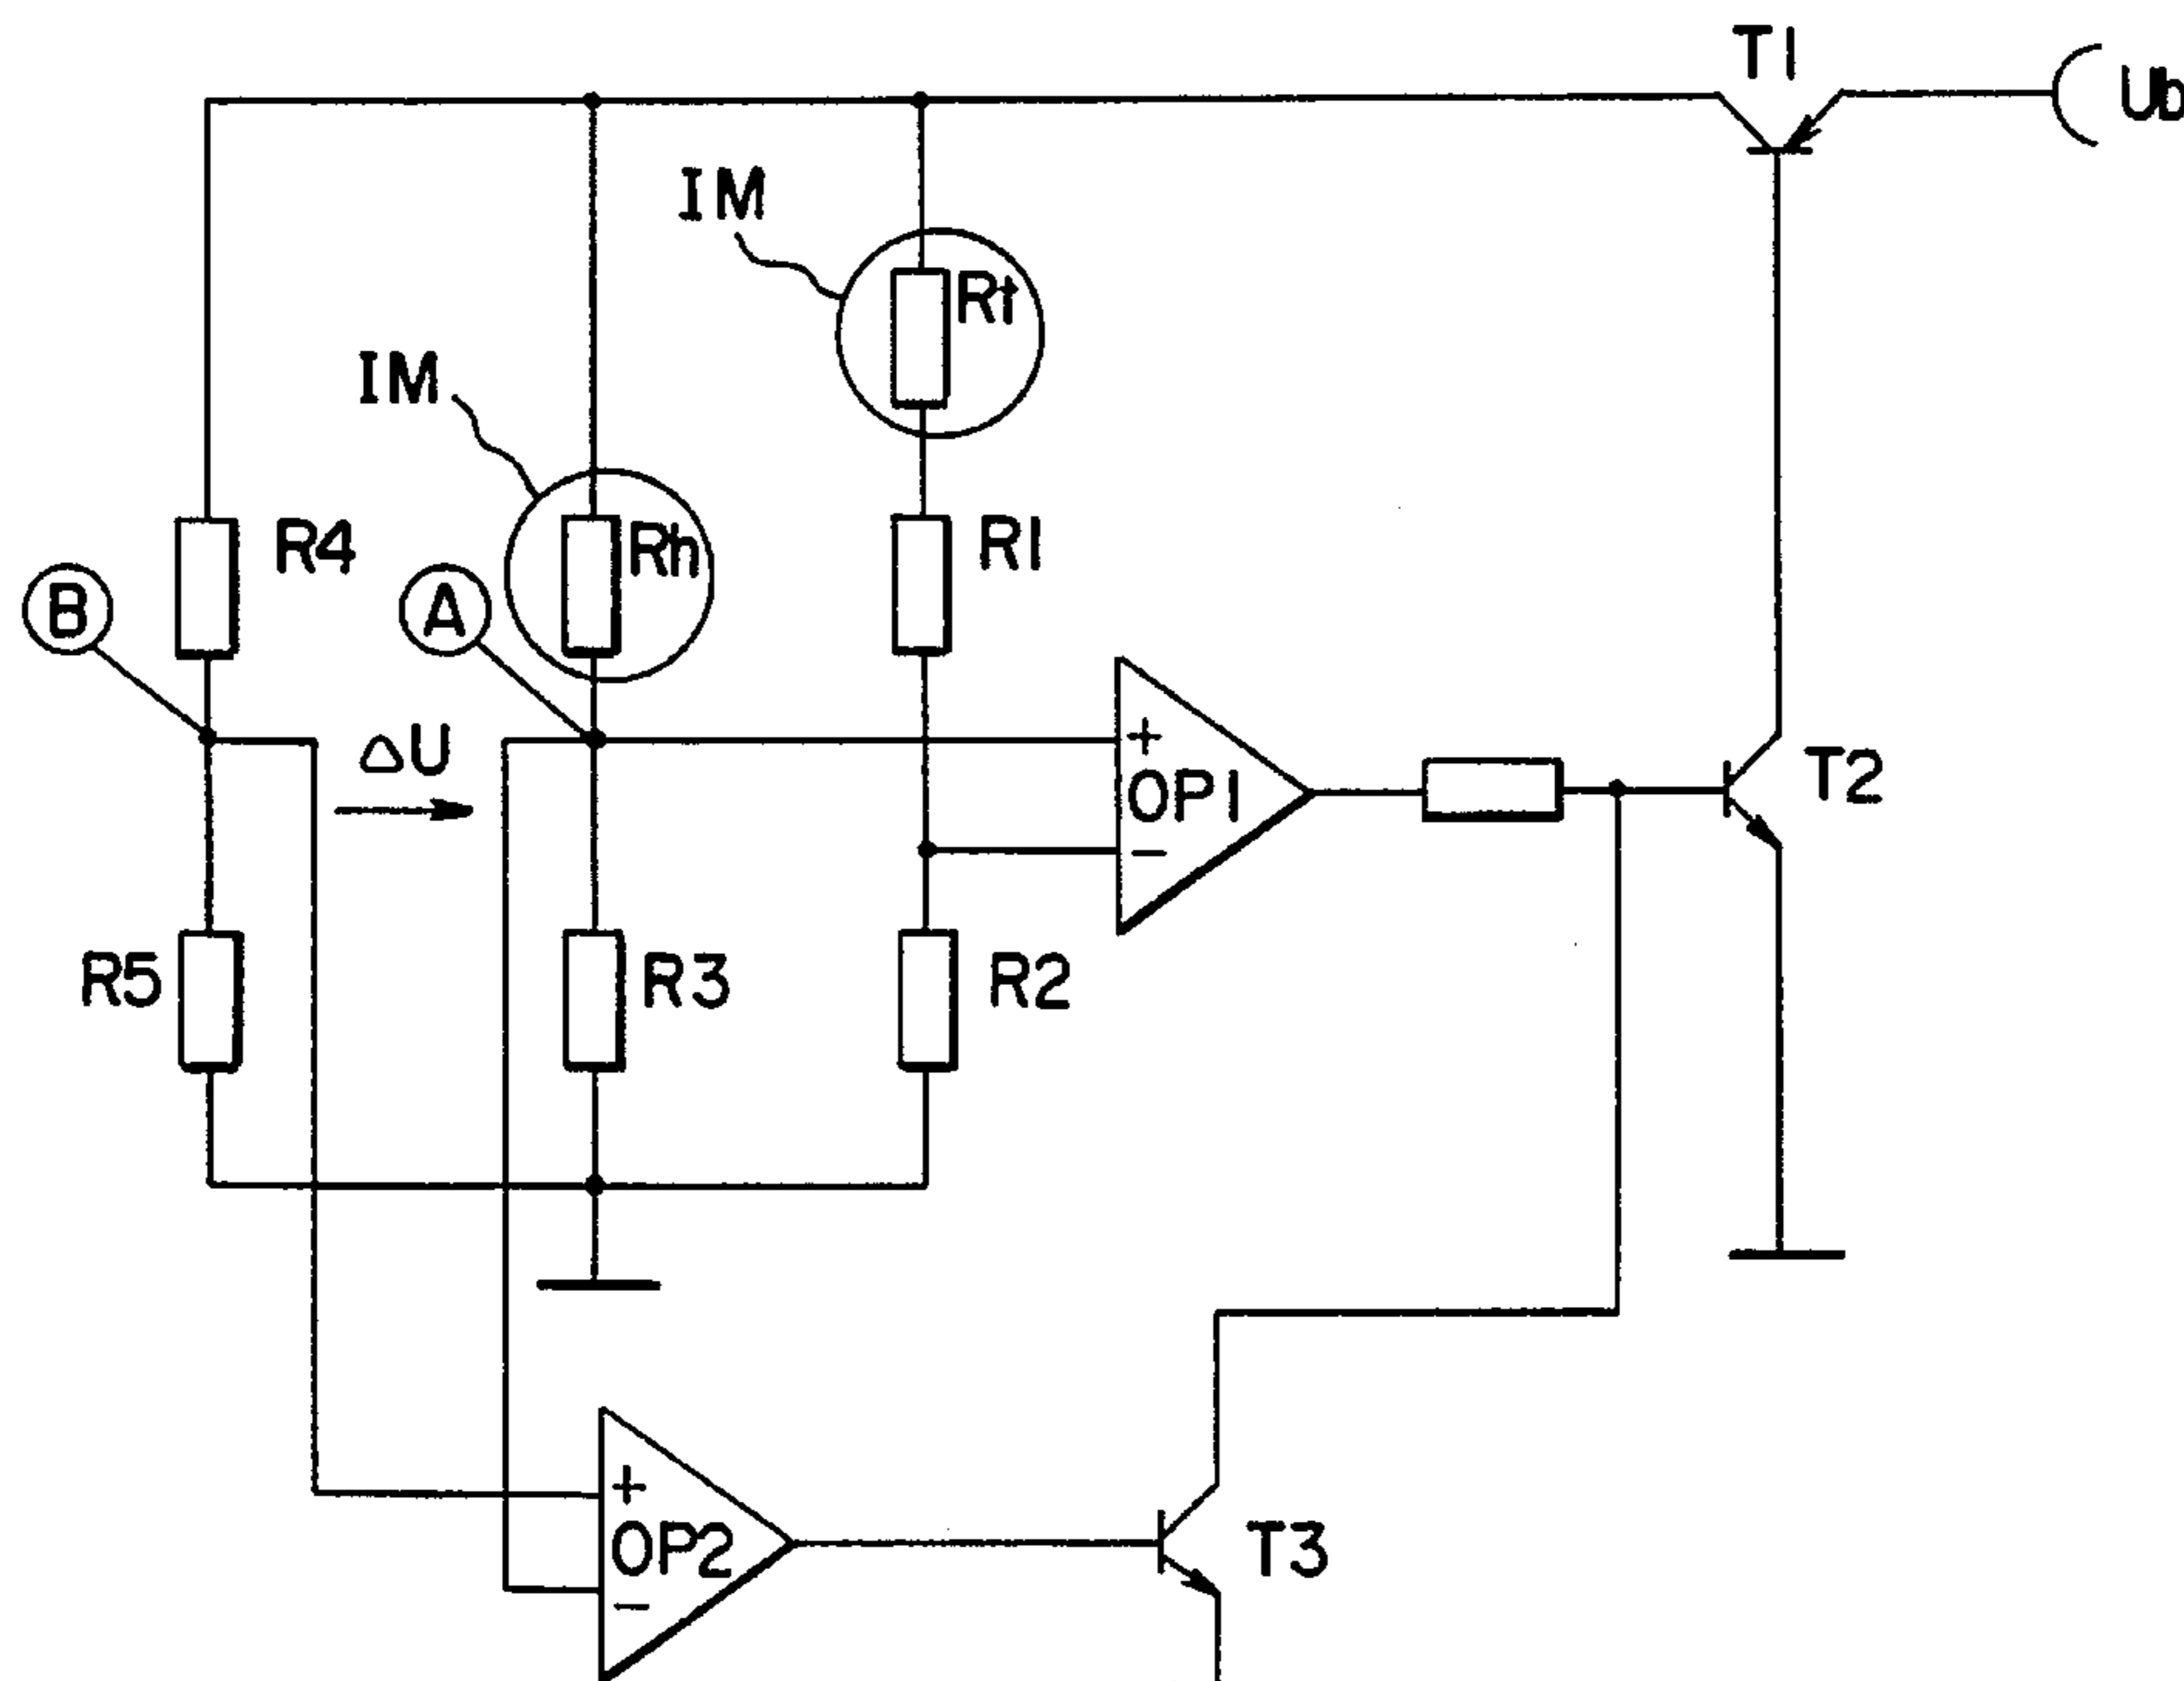 T1
Ub
IM
Rt
IM
R4
Rh
R1
B
A
ΔU
+
OP1
−
T2
R5
R3
R2
+
OP2
−
T3